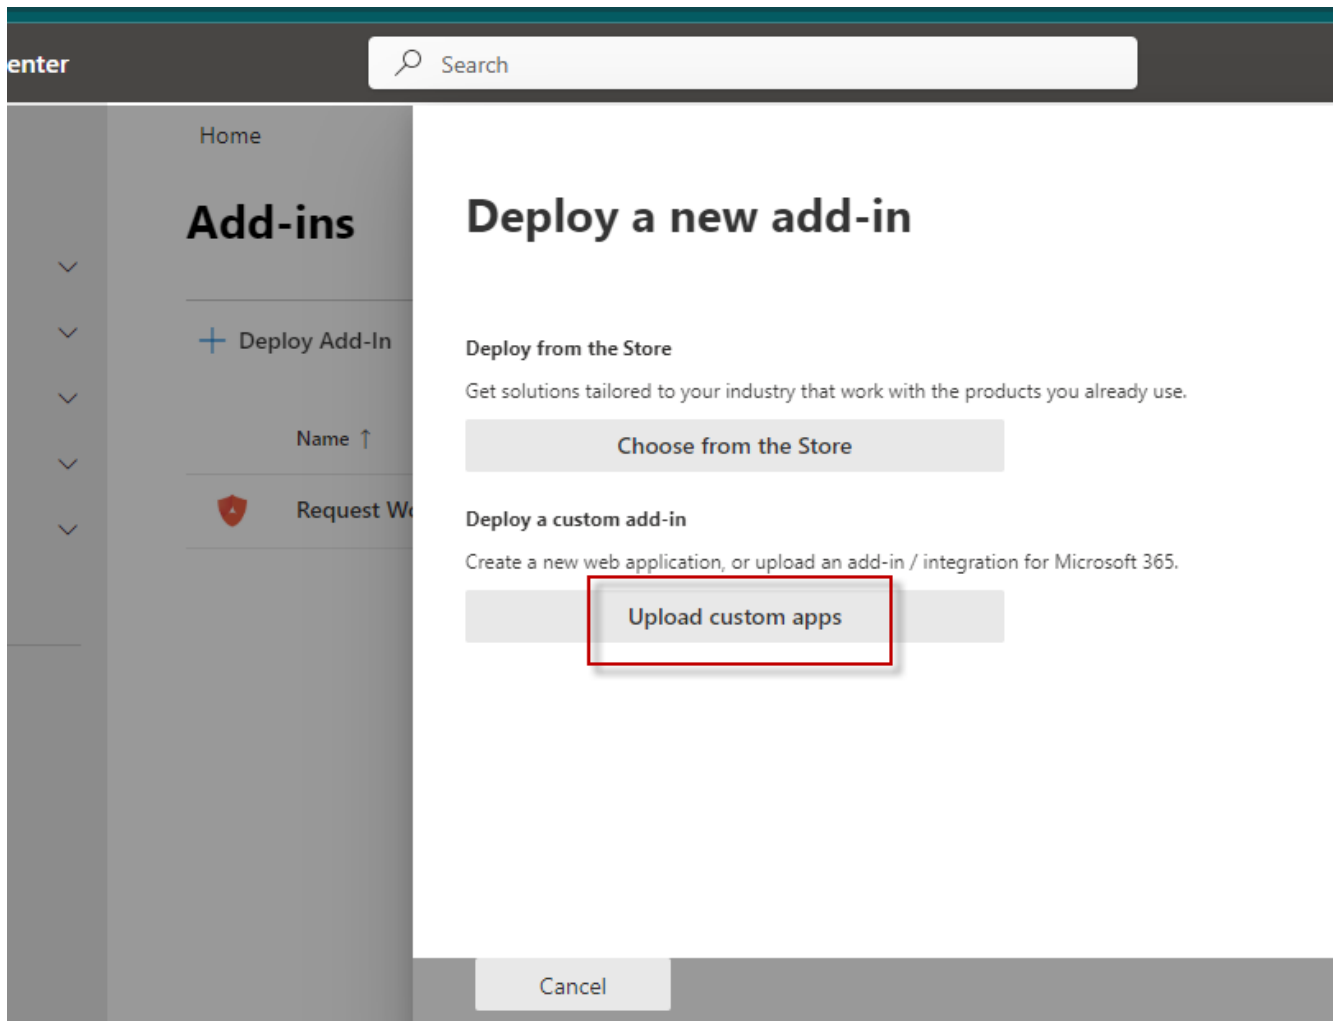 enter
Search
Home
Add-ins
Deploy Add-In
Name ↑
Request
Deploy a new add-in
Deploy from the Store
Get solutions tailored to your industry that work with the products you already use.
Choose from the Store
Deploy a custom add-in
Create a new web application, or upload an add-in / integration for Microsoft 365.
Upload custom apps
Cancel